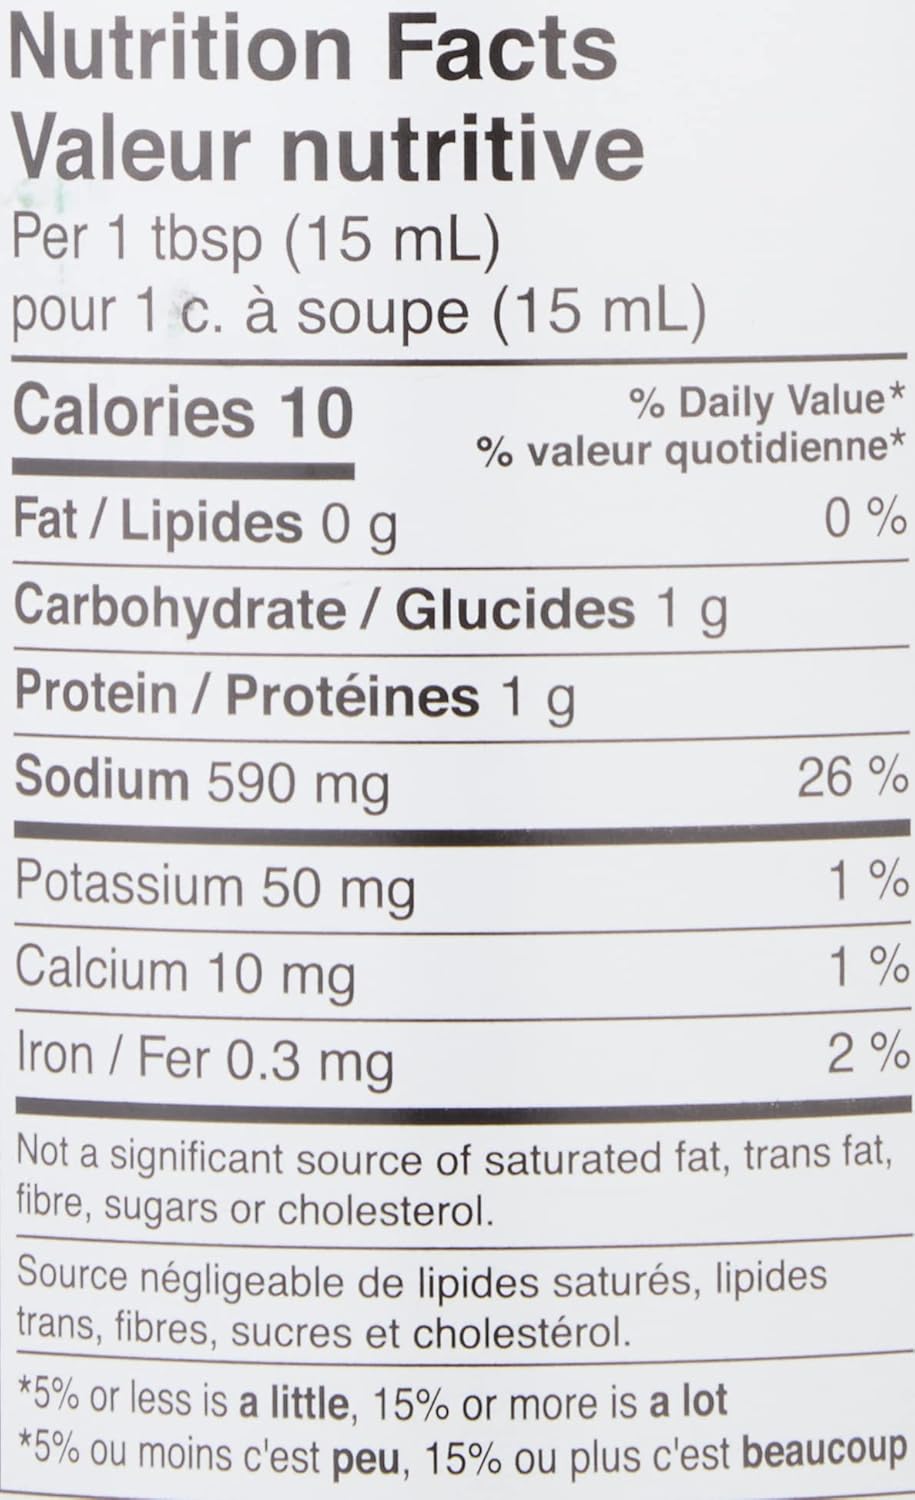 Nutrition Facts
Valeur nutritive
Per 1 tbsp (15 mL)
pour 1 c. à soupe (15 mL)
Calories 10
% Daily Value*
% valeur quotidienne*
Fat / Lipides 0 g 0 %
Carbohydrate / Glucides 1 g
Protein / Protéines 1 g
Sodium 590 mg 26 %
Potassium 50 mg 1 %
Calcium 10 mg 1 %
Iron / Fer 0.3 mg 2 %
Not a significant source of saturated fat, trans fat,
fibre, sugars or cholesterol.
Source négligeable de lipides saturés, lipides
trans, fibres, sucres et cholestérol.
*5% or less is a little, 15% or more is a lot
*5% ou moins c'est peu, 15% ou plus c'est beaucoup